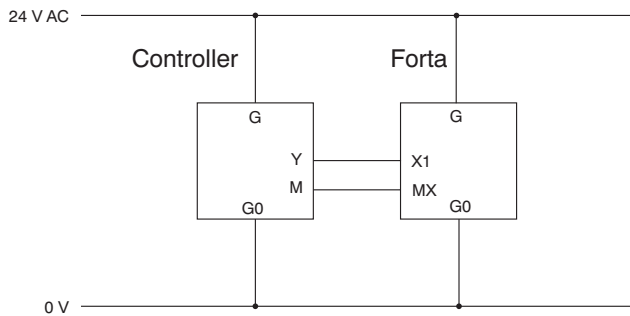 24 V AC
Controller Forta
G G
Y X1
M MX
G0 G0
0 V